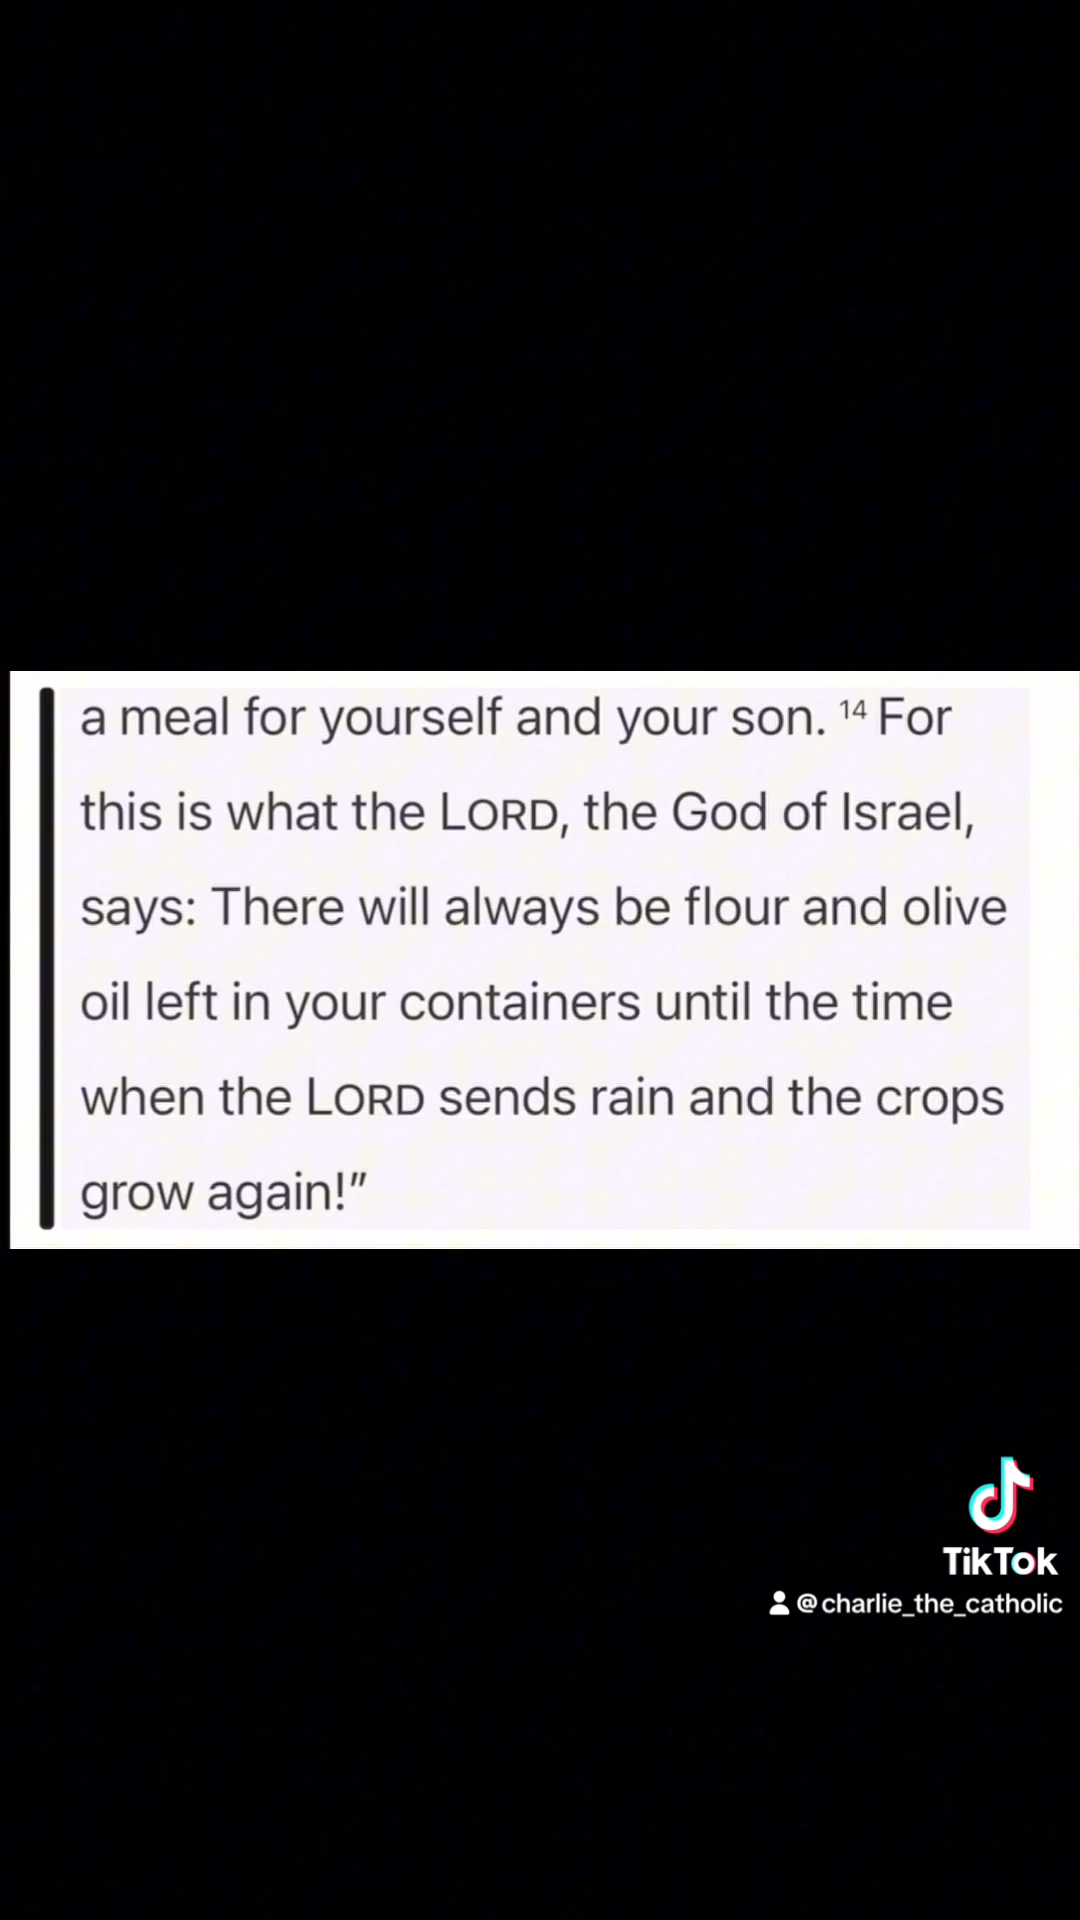 a meal for yourself and your son. 14 For
this is what the LORD, the God of Israel,
says: There will always be flour and olive
oil left in your containers until the time
when the LORD sends rain and the crops
grow again!”
TikTok
@charlie_the_catholic